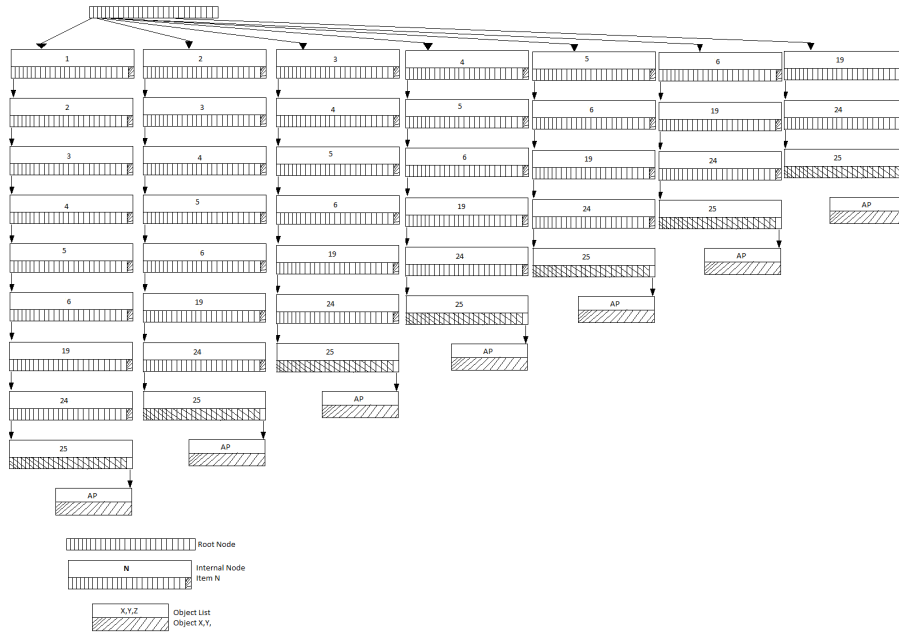 1 2 3 4 5 6 19
2 3 4 5 6 19 24
3 4 5 6 19 24 25
4 5 6 19 24 25 AP
5 6 19 24 25 AP
6 19 24 25 AP
19 24 25 AP
24 25 AP
25 AP
AP
Root Node
N Internal Node
Item N
X,Y,Z Object List
Object X,Y,